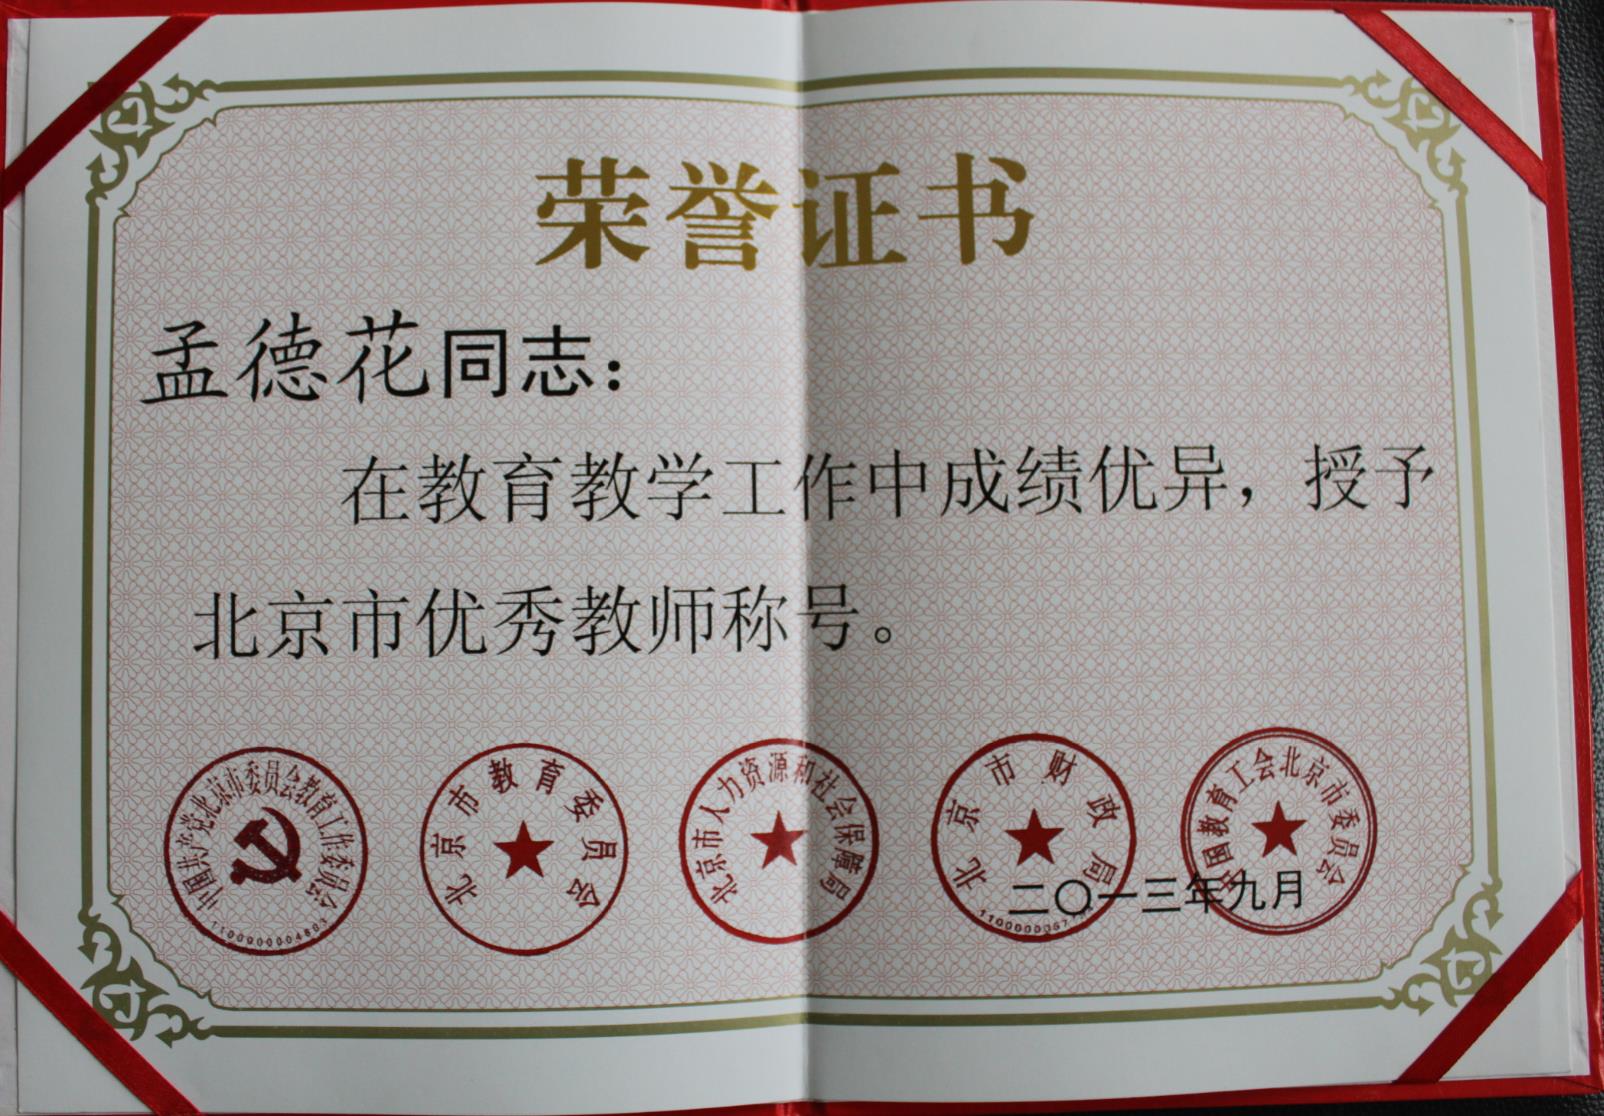 荣誉证书
孟德花同志：
在教育教学工作中成绩优异，授予
北京市优秀教师称号。
中国共产党北京市委员会教育工作委员会
北京市教育委员会
北京市人力资源和社会保障局
北京市财政局
中国教育工会北京市委员会
二〇一三年九月